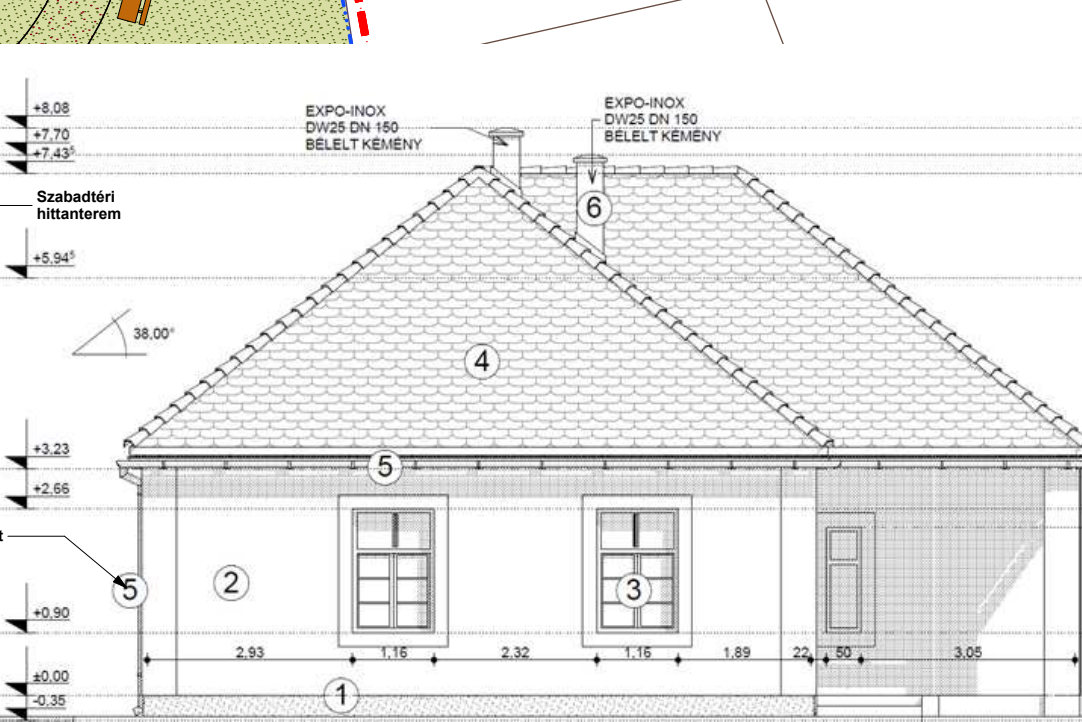 +8,08
+7,70
+7,43⁵
EXPO-INOX
DW25 DN 150
BÉLELT KÉMÉNY
EXPO-INOX
DW25 DN 150
BÉLELT KÉMÉNY
Szabadtéri
hittanterem
6
+5,94⁵
38,00°
4
+3,23
5
+2,66
t
5
2
3
+0,90
2,93 1,16 2,32 1,16 1,89 22 50 3,05
±0,00
-0,35
1